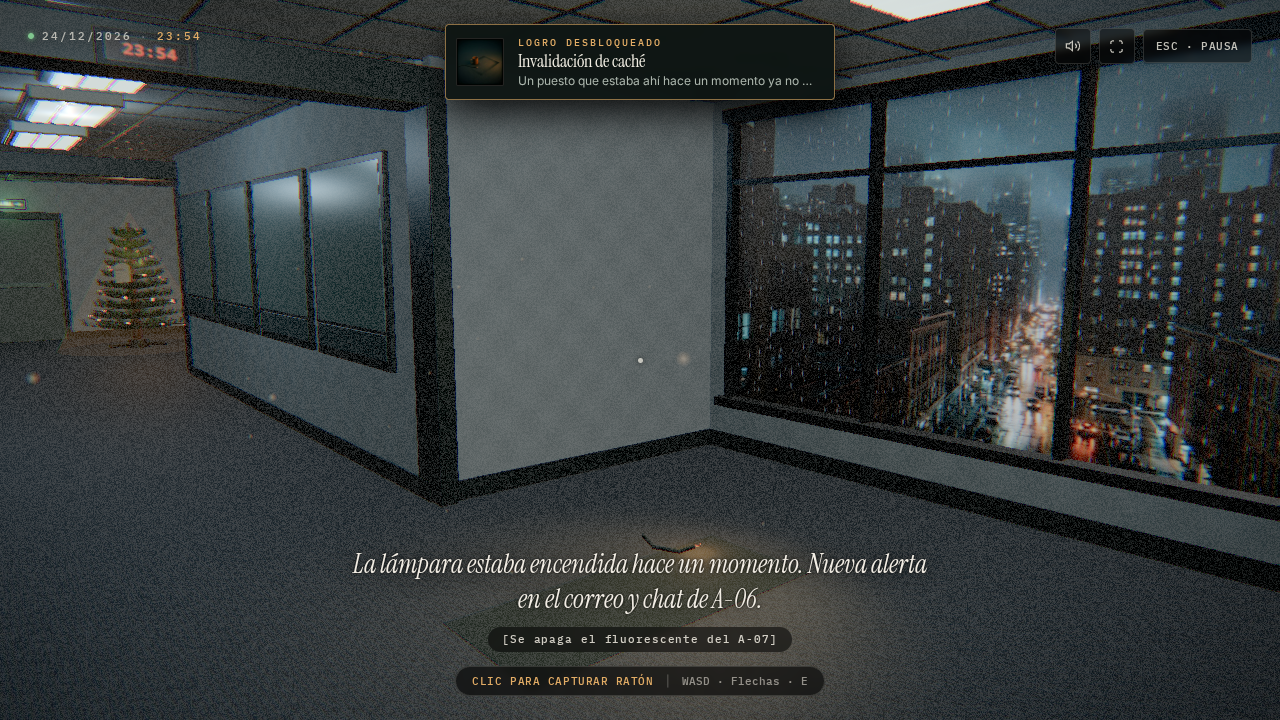 24/12/2026 · 23:54
23:54
LOGRO DESBLOQUEADO
Invalidación de caché
Un puesto que estaba ahí hace un momento ya no ...
ESC · PAUSA
La lámpara estaba encendida hace un momento. Nueva alerta
en el correo y chat de A-06.
[Se apaga el fluorescente del A-07]
CLIC PARA CAPTURAR RATÓN | WASD · Flechas · E